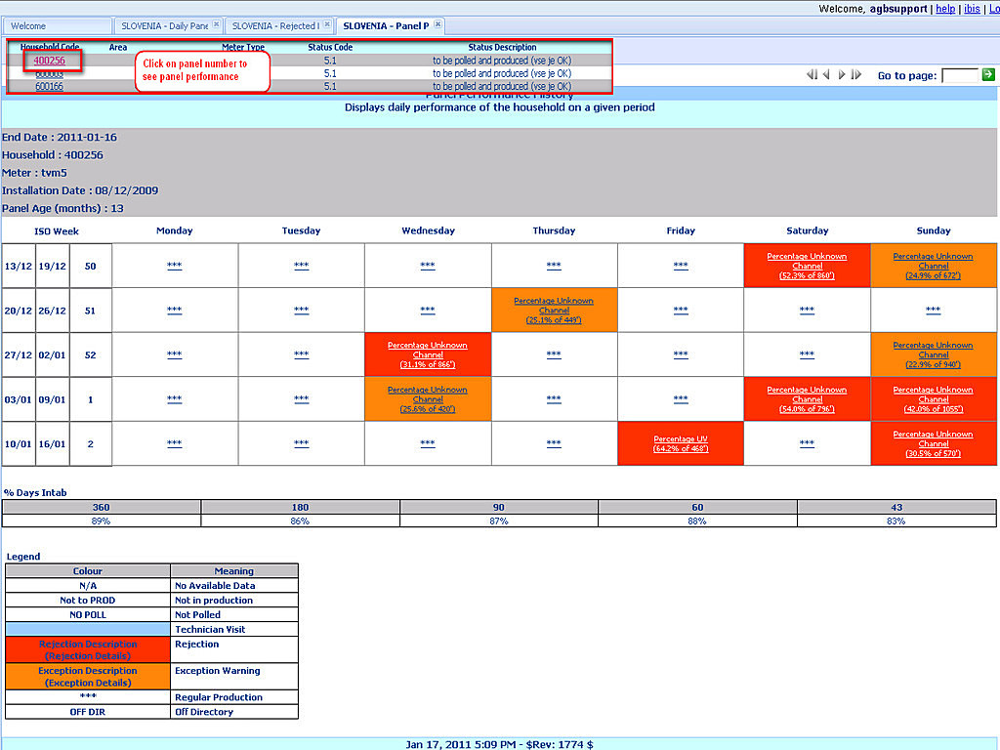 Welcome, agbsupport | help | ibis | Lo
Welcome
SLOVENIA - Daily Pane
SLOVENIA - Rejected I
SLOVENIA - Panel P
Household Code Area Meter Type Status Code Status Description
400256 5.1 to be polled and produced (vse je OK)
600003 5.1 to be polled and produced (vse je OK)
600166 5.1 to be polled and produced (vse je OK)
Click on panel number to
see panel performance
Go to page:
Panel Performance History
Displays daily performance of the household on a given period
End Date : 2011-01-16
Household : 400256
Meter : tvm5
Installation Date : 08/12/2009
Panel Age (months) : 13
ISO Week Monday Tuesday Wednesday Thursday Friday Saturday Sunday
13/12 19/12 50 *** *** *** *** *** Percentage Unknown Channel (52.3% of 860') Percentage Unknown Channel (24.9% of 672')
20/12 26/12 51 *** *** *** Percentage Unknown Channel (25.1% of 449') *** *** ***
27/12 02/01 52 *** *** Percentage Unknown Channel (31.1% of 866') *** *** *** Percentage Unknown Channel (22.9% of 940')
03/01 09/01 1 *** *** Percentage Unknown Channel (25.6% of 420') *** *** Percentage Unknown Channel (54.0% of 796') Percentage Unknown Channel (42.0% of 1055')
10/01 16/01 2 *** *** *** *** Percentage UV (64.2% of 468') *** Percentage Unknown Channel (30.5% of 570')
% Days Intab
360 180 90 60 43
89% 86% 87% 88% 83%
Legend
Colour Meaning
N/A No Available Data
Not to PROD Not in production
NO POLL Not Polled
Technician Visit
Rejection Description Rejection
(Rejection Details)
Exception Description Exception Warning
(Exception Details)
*** Regular Production
OFF DIR Off Directory
Jan 17, 2011 5:09 PM - $Rev: 1774 $